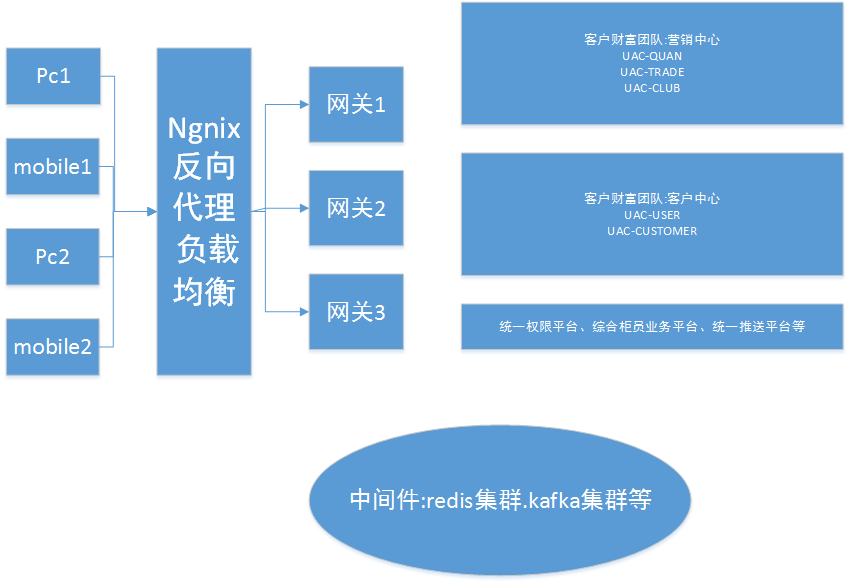 Pc1
mobile1
Pc2
mobile2
Ngnix
反向
代理
负载
均衡
网关1
网关2
网关3
客户财富团队:营销中心
UAC-QUAN
UAC-TRADE
UAC-CLUB
客户财富团队:客户中心
UAC-USER
UAC-CUSTOMER
统一权限平台、综合柜员业务平台、统一推送平台等
中间件:redis集群.kafka集群等